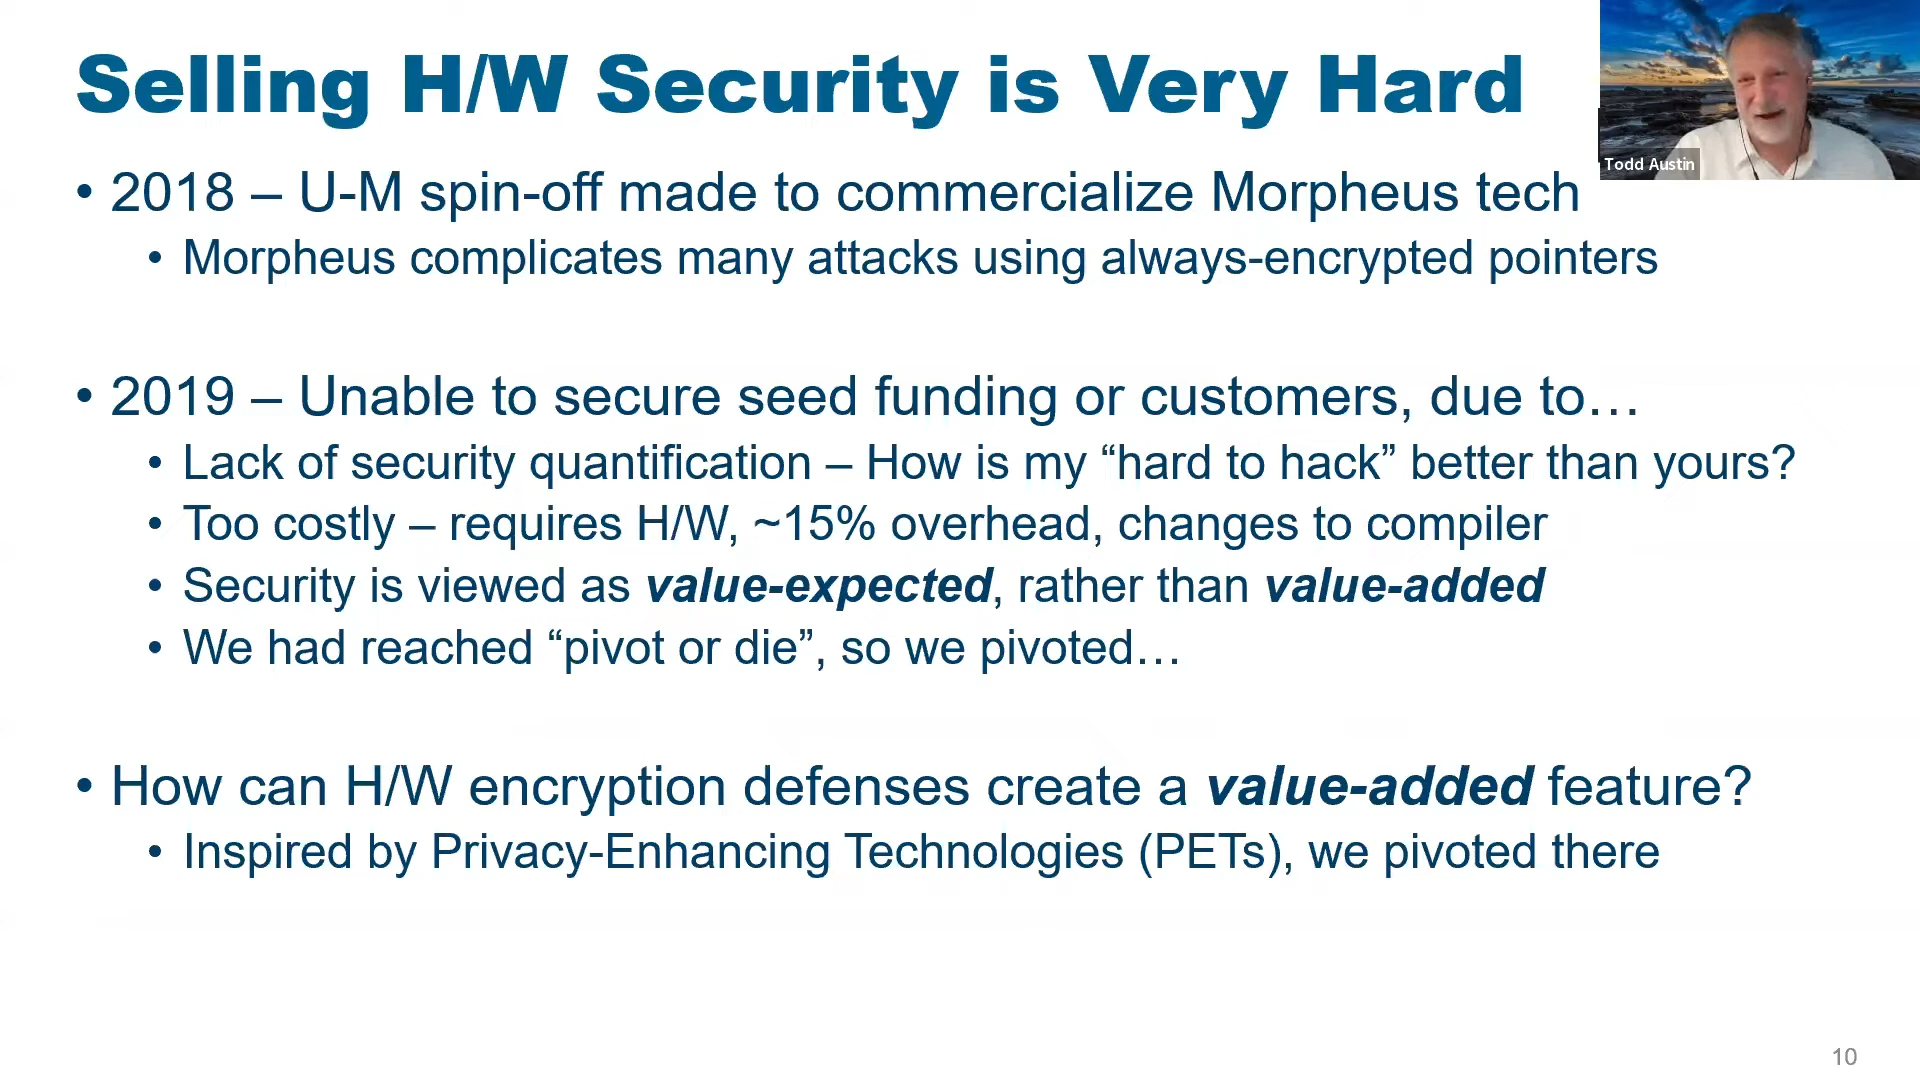 Selling H/W Security is Very Hard
Todd Austin
• 2018 – U-M spin-off made to commercialize Morpheus tech
• Morpheus complicates many attacks using always-encrypted pointers
• 2019 – Unable to secure seed funding or customers, due to…
• Lack of security quantification – How is my “hard to hack” better than yours?
• Too costly – requires H/W, ~15% overhead, changes to compiler
• Security is viewed as value-expected, rather than value-added
• We had reached “pivot or die”, so we pivoted…
• How can H/W encryption defenses create a value-added feature?
• Inspired by Privacy-Enhancing Technologies (PETs), we pivoted there
10